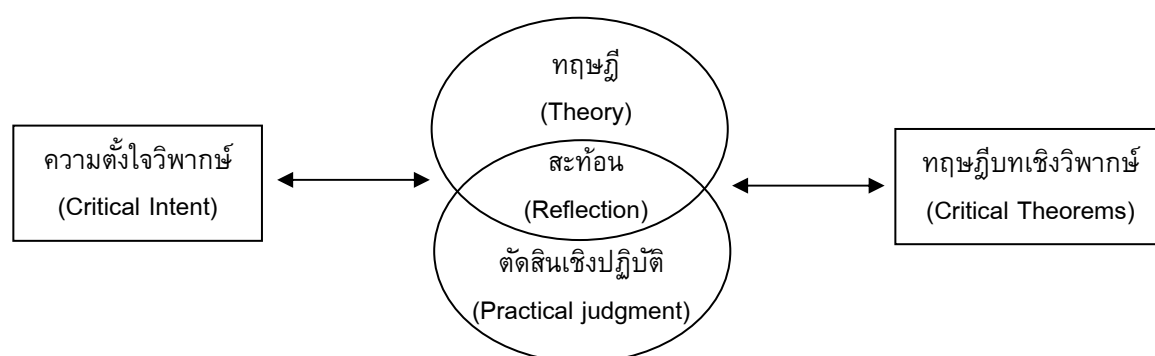 ความตั้งใจวิพากษ์
(Critical Intent)
ทฤษฎี
(Theory)
สะท้อน
(Reflection)
ตัดสินเชิงปฏิบัติ
(Practical judgment)
ทฤษฎีบทเชิงวิพากษ์
(Critical Theorems)